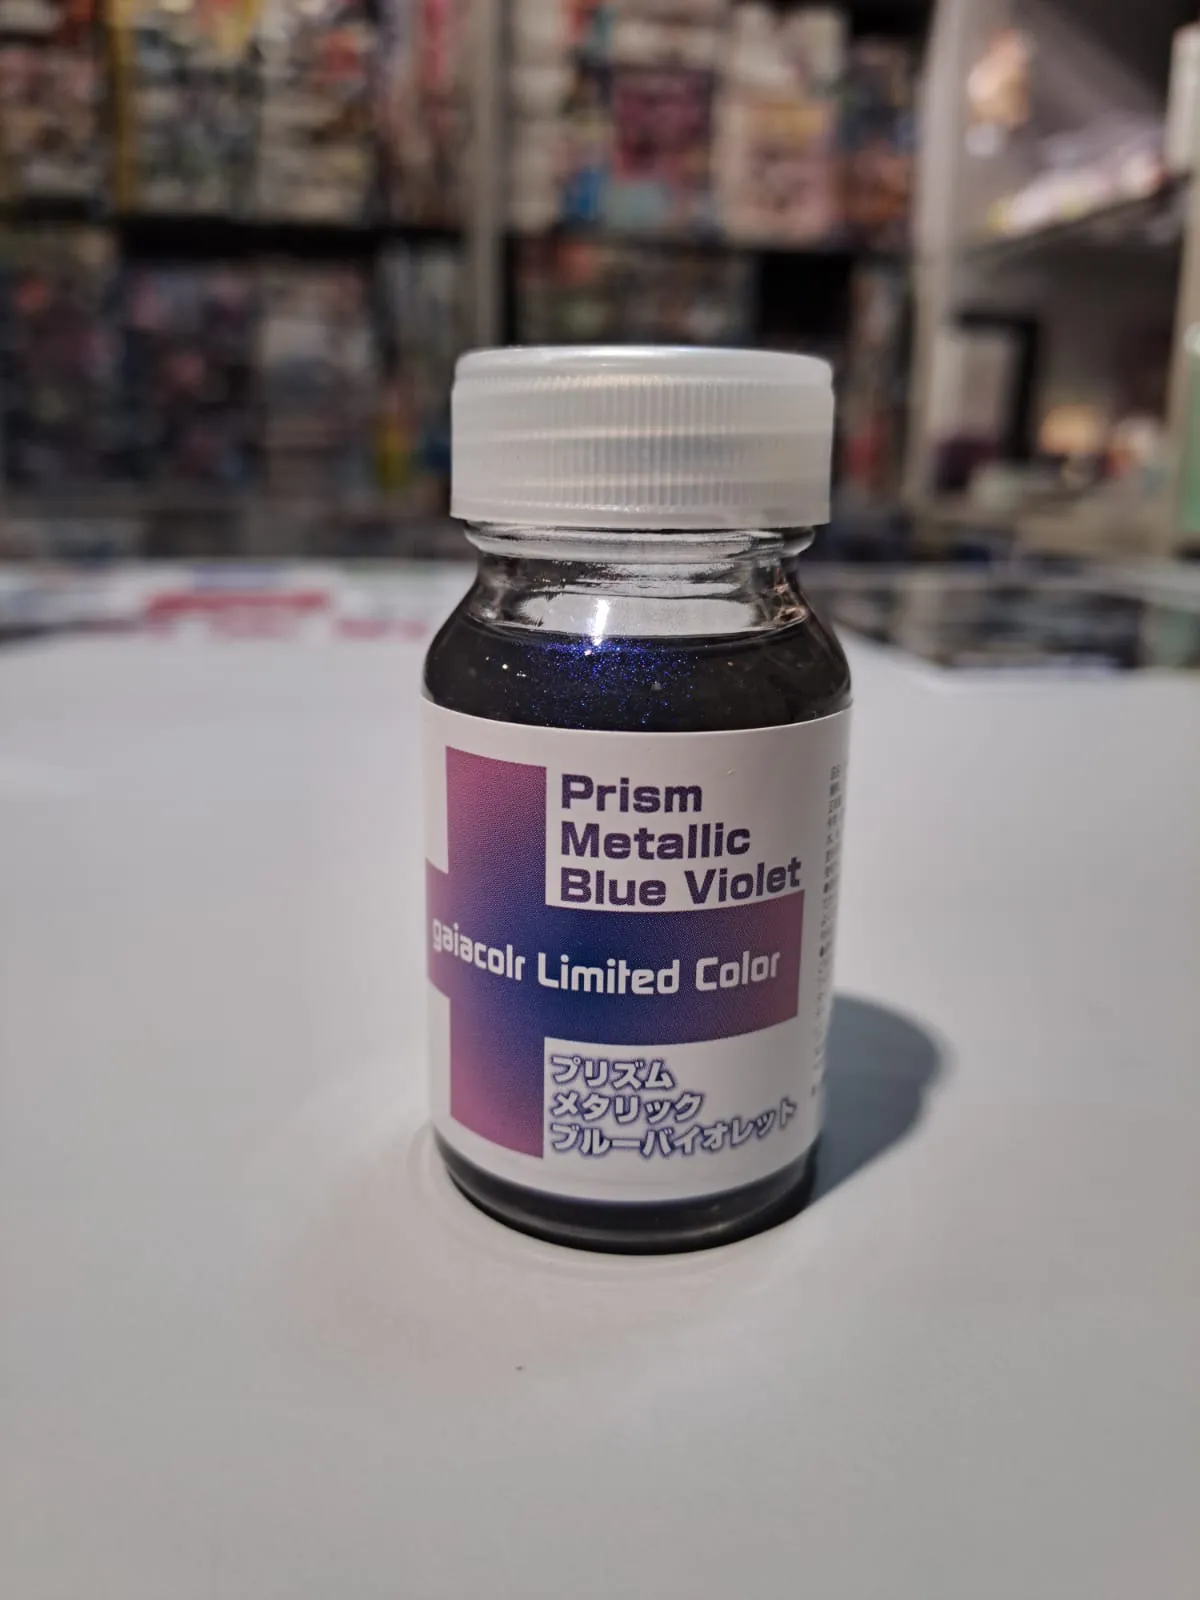 Prism
Metallic
Blue Violet
gaiacolr Limited Color
プリズム
メタリック
ブルーバイオレット